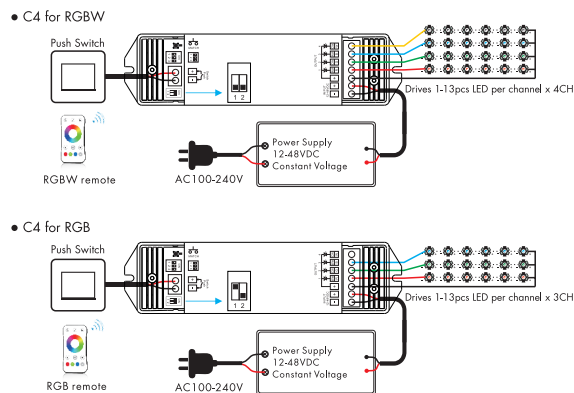 ● C4 for RGBW
Push Switch
1 2
Drives 1-13pcs LED per channel x 4CH
Power Supply
12-48VDC
Constant Voltage
AC100-240V
RGBW remote
● C4 for RGB
Push Switch
1 2
Drives 1-13pcs LED per channel x 3CH
Power Supply
12-48VDC
Constant Voltage
AC100-240V
RGB remote